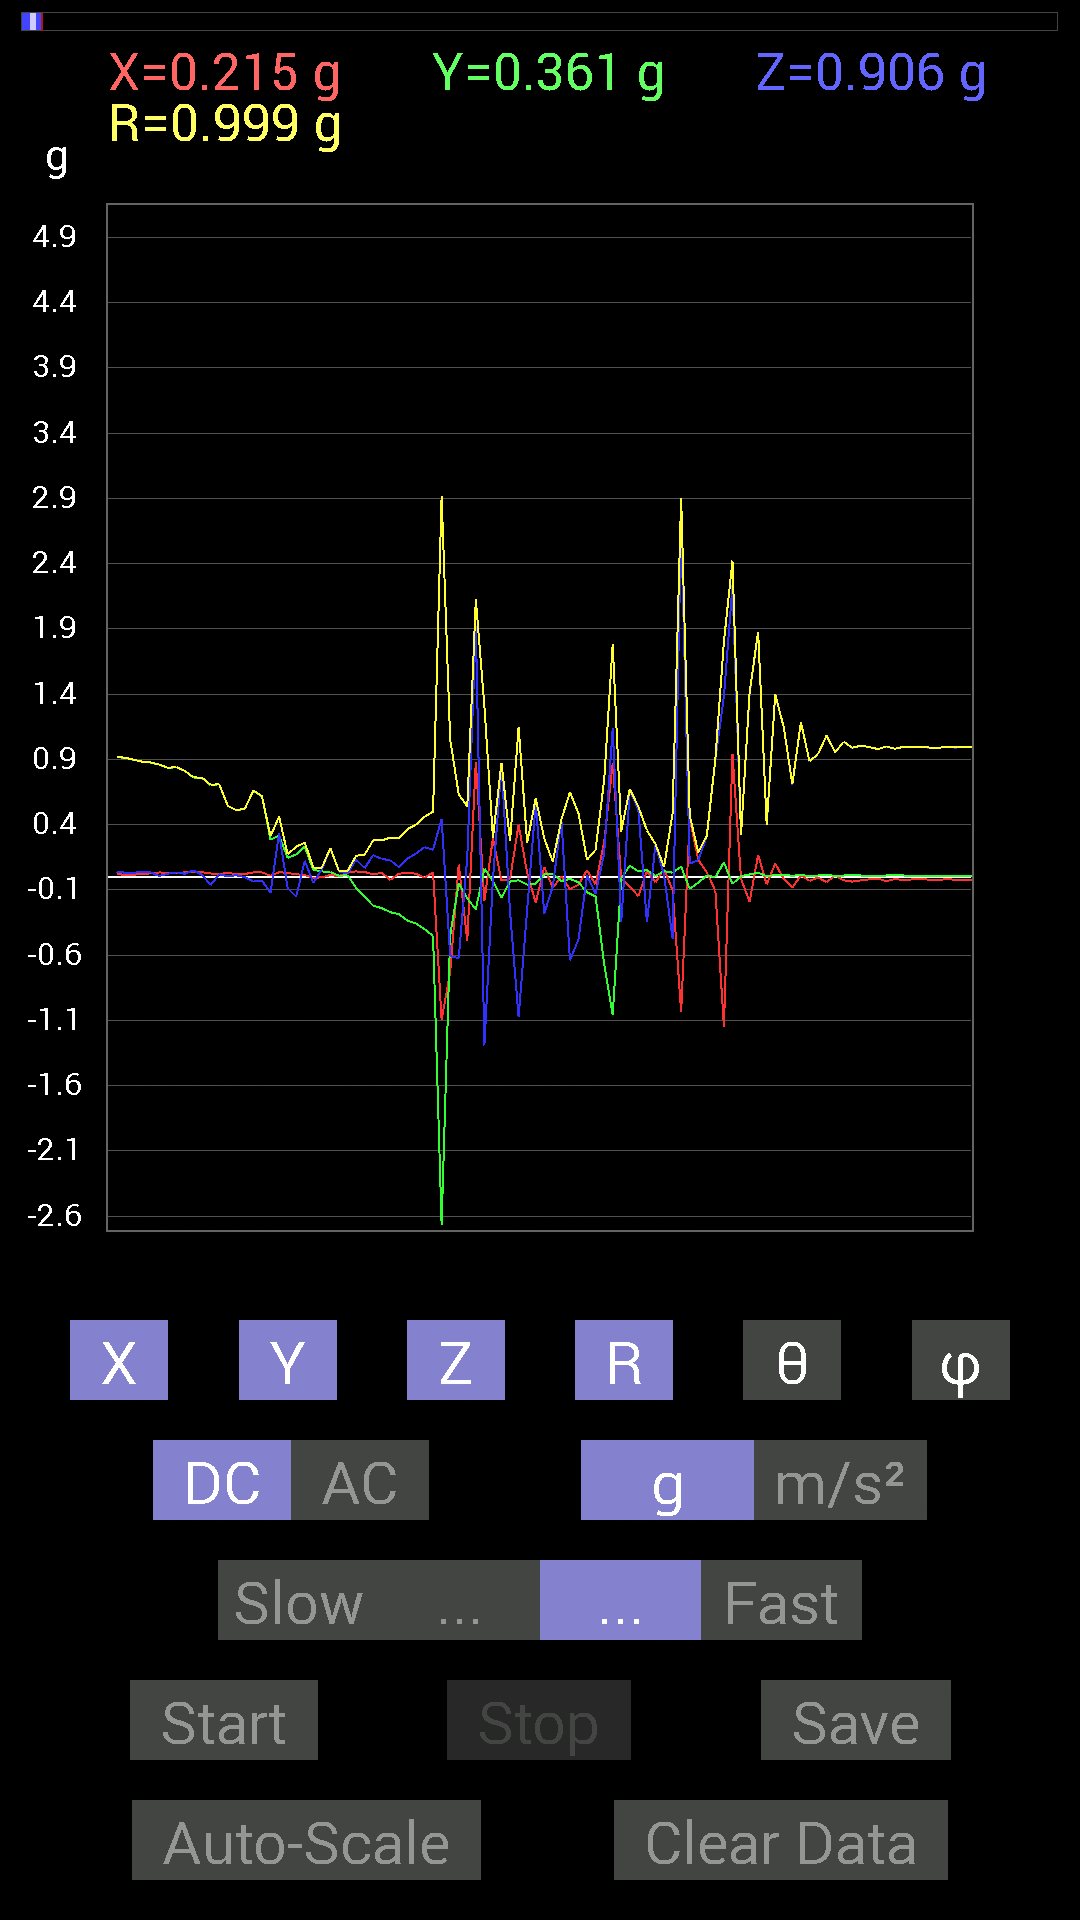 X=0.215 g Y=0.361 g Z=0.906 g
R=0.999 g
g
4.9
4.4
3.9
3.4
2.9
2.4
1.9
1.4
0.9
0.4
-0.1
-0.6
-1.1
-1.6
-2.1
-2.6
X Y Z R θ φ
DC AC g m/s²
Slow ... ... Fast
Start Stop Save
Auto-Scale Clear Data